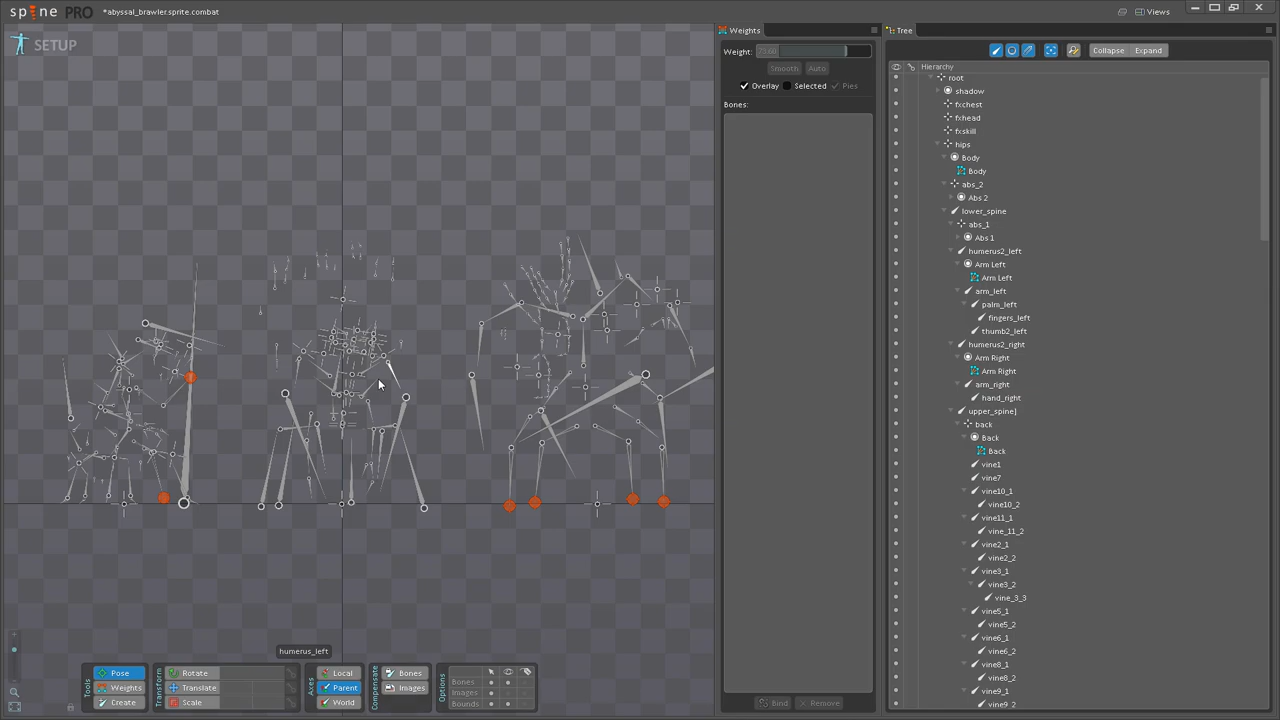 spine PRO
*abyssal_brawler.sprite.combat
Views
SETUP
Weights
Weight: 73.60
Smooth
Auto
Overlay
Selected
Pies
Bones:
Bind
Remove
Tree
Collapse
Expand
Hierarchy
root
shadow
fxchest
fxhead
fxskill
hips
Body
Body
abs_2
Abs 2
lower_spine
abs_1
Abs 1
humerus2_left
Arm Left
Arm Left
arm_left
palm_left
fingers_left
thumb2_left
humerus2_right
Arm Right
Arm Right
arm_right
hand_right
upper_spine]
back
Back
Back
vine1
vine7
vine10_1
vine10_2
vine11_1
vine_11_2
vine2_1
vine2_2
vine3_1
vine3_2
vine_3_3
vine5_1
vine5_2
vine6_1
vine6_2
vine8_1
vine8_2
vine9_1
vine9_2
humerus_left
Tools
Pose
Weights
Create
Transform
Rotate
Translate
Scale
Axes
Local
Parent
World
Compensate
Bones
Images
Options
Bones
Images
Bounds